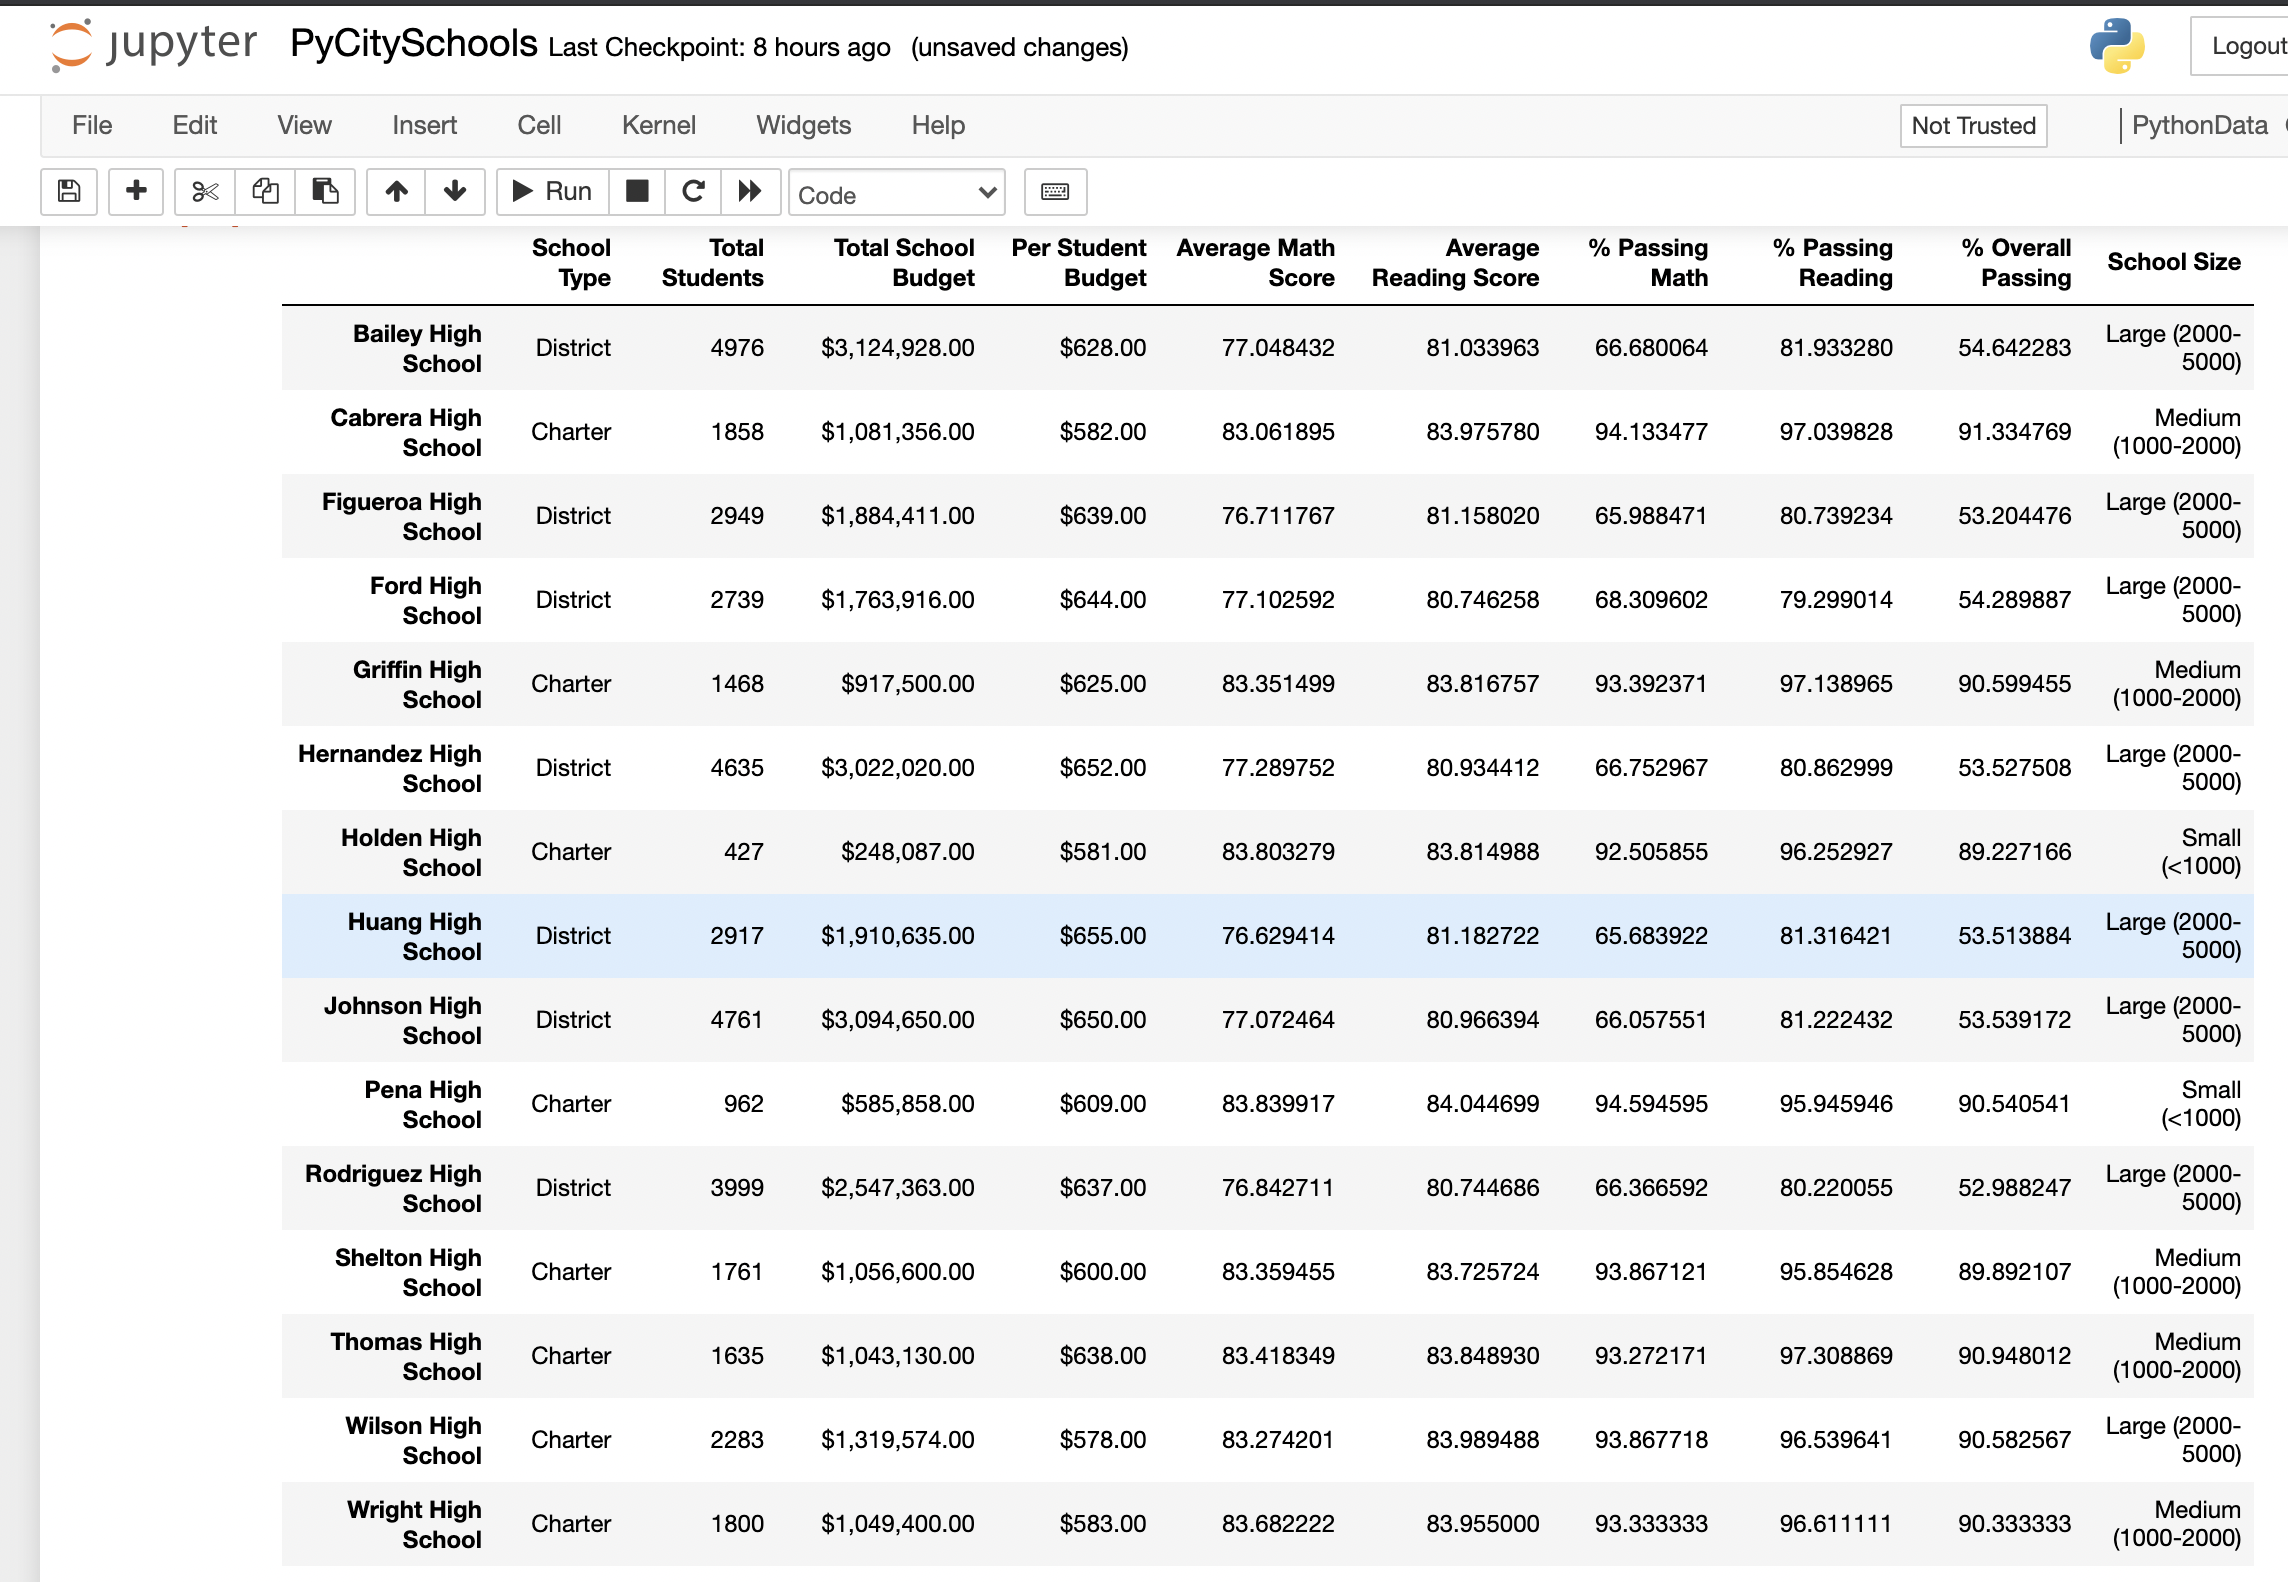 jupyter PyCitySchools Last Checkpoint: 8 hours ago (unsaved changes) Logout
File Edit View Insert Cell Kernel Widgets Help Not Trusted PythonData
Run Code
School Type Total Students Total School Budget Per Student Budget Average Math Score Average Reading Score % Passing Math % Passing Reading % Overall Passing School Size
Bailey High School District 4976 $3,124,928.00 $628.00 77.048432 81.033963 66.680064 81.933280 54.642283 Large (2000-5000)
Cabrera High School Charter 1858 $1,081,356.00 $582.00 83.061895 83.975780 94.133477 97.039828 91.334769 Medium (1000-2000)
Figueroa High School District 2949 $1,884,411.00 $639.00 76.711767 81.158020 65.988471 80.739234 53.204476 Large (2000-5000)
Ford High School District 2739 $1,763,916.00 $644.00 77.102592 80.746258 68.309602 79.299014 54.289887 Large (2000-5000)
Griffin High School Charter 1468 $917,500.00 $625.00 83.351499 83.816757 93.392371 97.138965 90.599455 Medium (1000-2000)
Hernandez High School District 4635 $3,022,020.00 $652.00 77.289752 80.934412 66.752967 80.862999 53.527508 Large (2000-5000)
Holden High School Charter 427 $248,087.00 $581.00 83.803279 83.814988 92.505855 96.252927 89.227166 Small (<1000)
Huang High School District 2917 $1,910,635.00 $655.00 76.629414 81.182722 65.683922 81.316421 53.513884 Large (2000-5000)
Johnson High School District 4761 $3,094,650.00 $650.00 77.072464 80.966394 66.057551 81.222432 53.539172 Large (2000-5000)
Pena High School Charter 962 $585,858.00 $609.00 83.839917 84.044699 94.594595 95.945946 90.540541 Small (<1000)
Rodriguez High School District 3999 $2,547,363.00 $637.00 76.842711 80.744686 66.366592 80.220055 52.988247 Large (2000-5000)
Shelton High School Charter 1761 $1,056,600.00 $600.00 83.359455 83.725724 93.867121 95.854628 89.892107 Medium (1000-2000)
Thomas High School Charter 1635 $1,043,130.00 $638.00 83.418349 83.848930 93.272171 97.308869 90.948012 Medium (1000-2000)
Wilson High School Charter 2283 $1,319,574.00 $578.00 83.274201 83.989488 93.867718 96.539641 90.582567 Large (2000-5000)
Wright High School Charter 1800 $1,049,400.00 $583.00 83.682222 83.955000 93.333333 96.611111 90.333333 Medium (1000-2000)